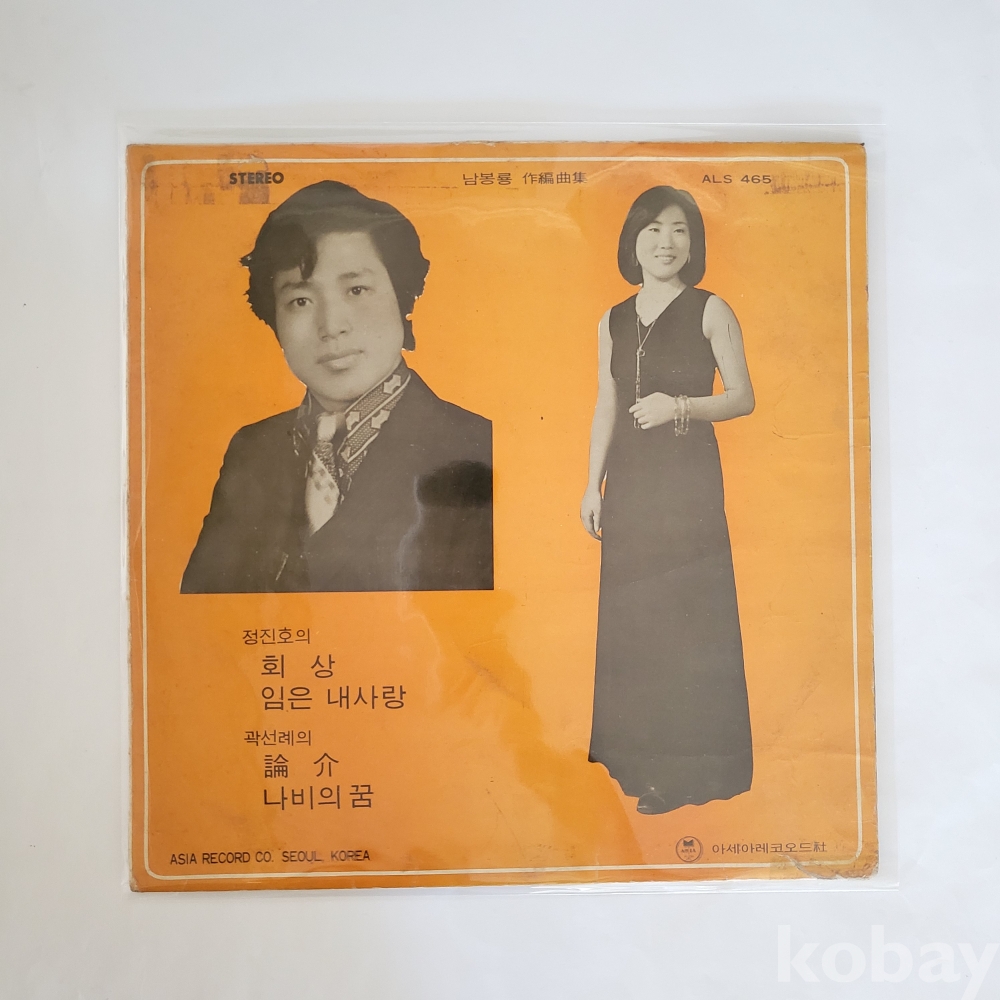 STEREO
남봉룡 作編曲集
ALS 465
정진호의
회 상
임은 내사랑
곽선례의
論 介
나비의 꿈
ASIA RECORD CO. SEOUL, KOREA
아세아레코오드社
kobay